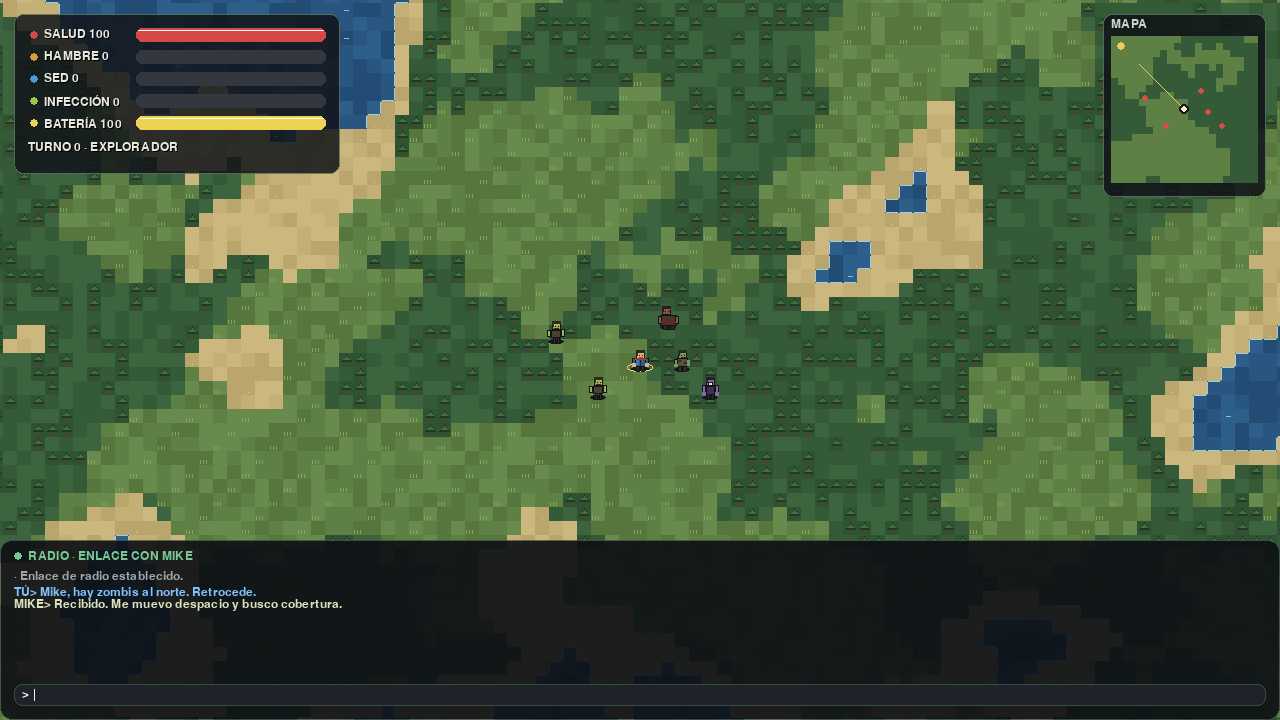 SALUD 100
HAMBRE 0
SED 0
INFECCIÓN 0
BATERÍA 100
TURNO 0 · EXPLORADOR
MAPA
RADIO · ENLACE CON MIKE
· Enlace de radio establecido.
TÚ> Mike, hay zombis al norte. Retrocede.
MIKE> Recibido. Me muevo despacio y busco cobertura.
>